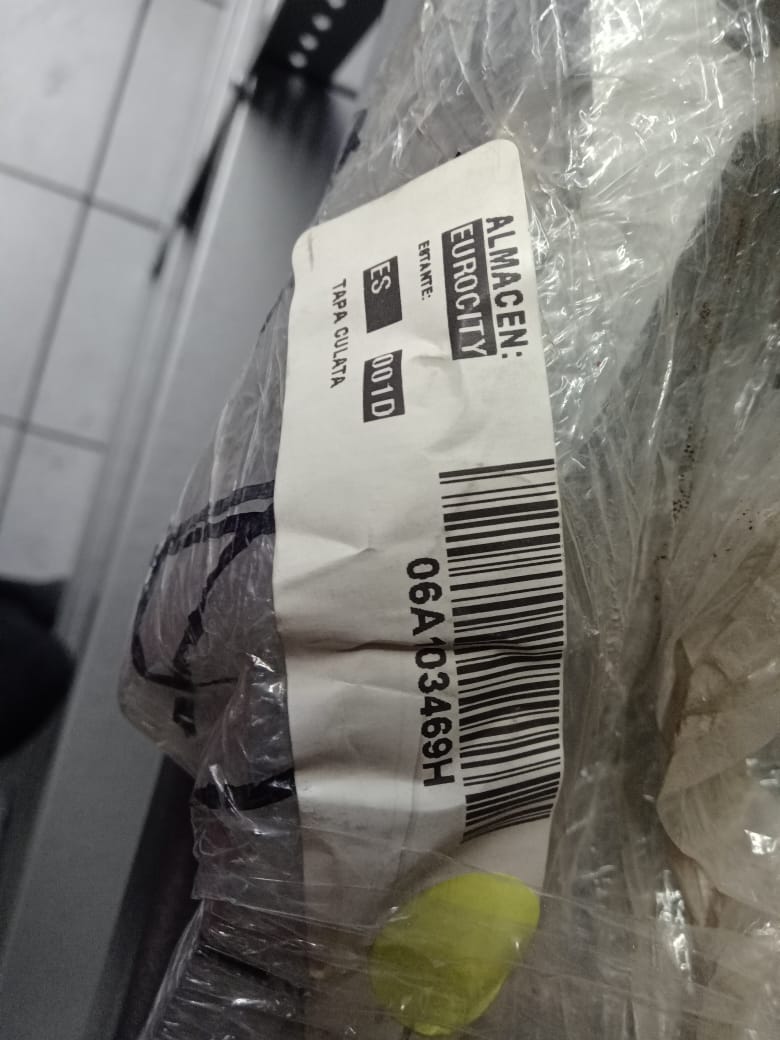 ALMACEN:
EUROCITY
ESTANTE:
ES 001D
TAPA CULATA
06A103469H